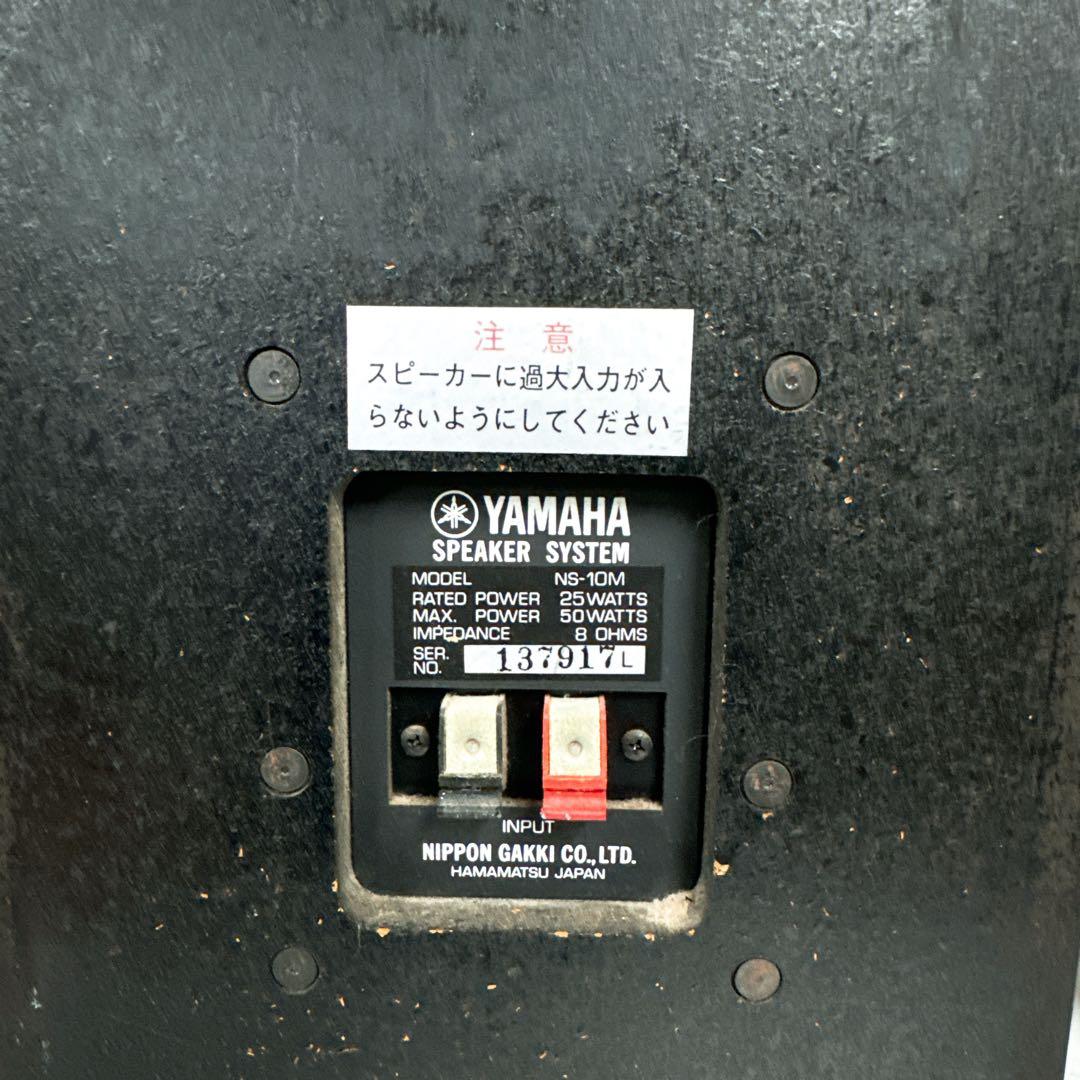 注 意
スピーカーに過大入力が入
らないようにしてください
YAMAHA
SPEAKER SYSTEM
MODEL NS-10M
RATED POWER 25WATTS
MAX. POWER 50WATTS
IMPEDANCE 8 OHMS
SER. NO. 137917L
INPUT
NIPPON GAKKI CO.,LTD.
HAMAMATSU JAPAN